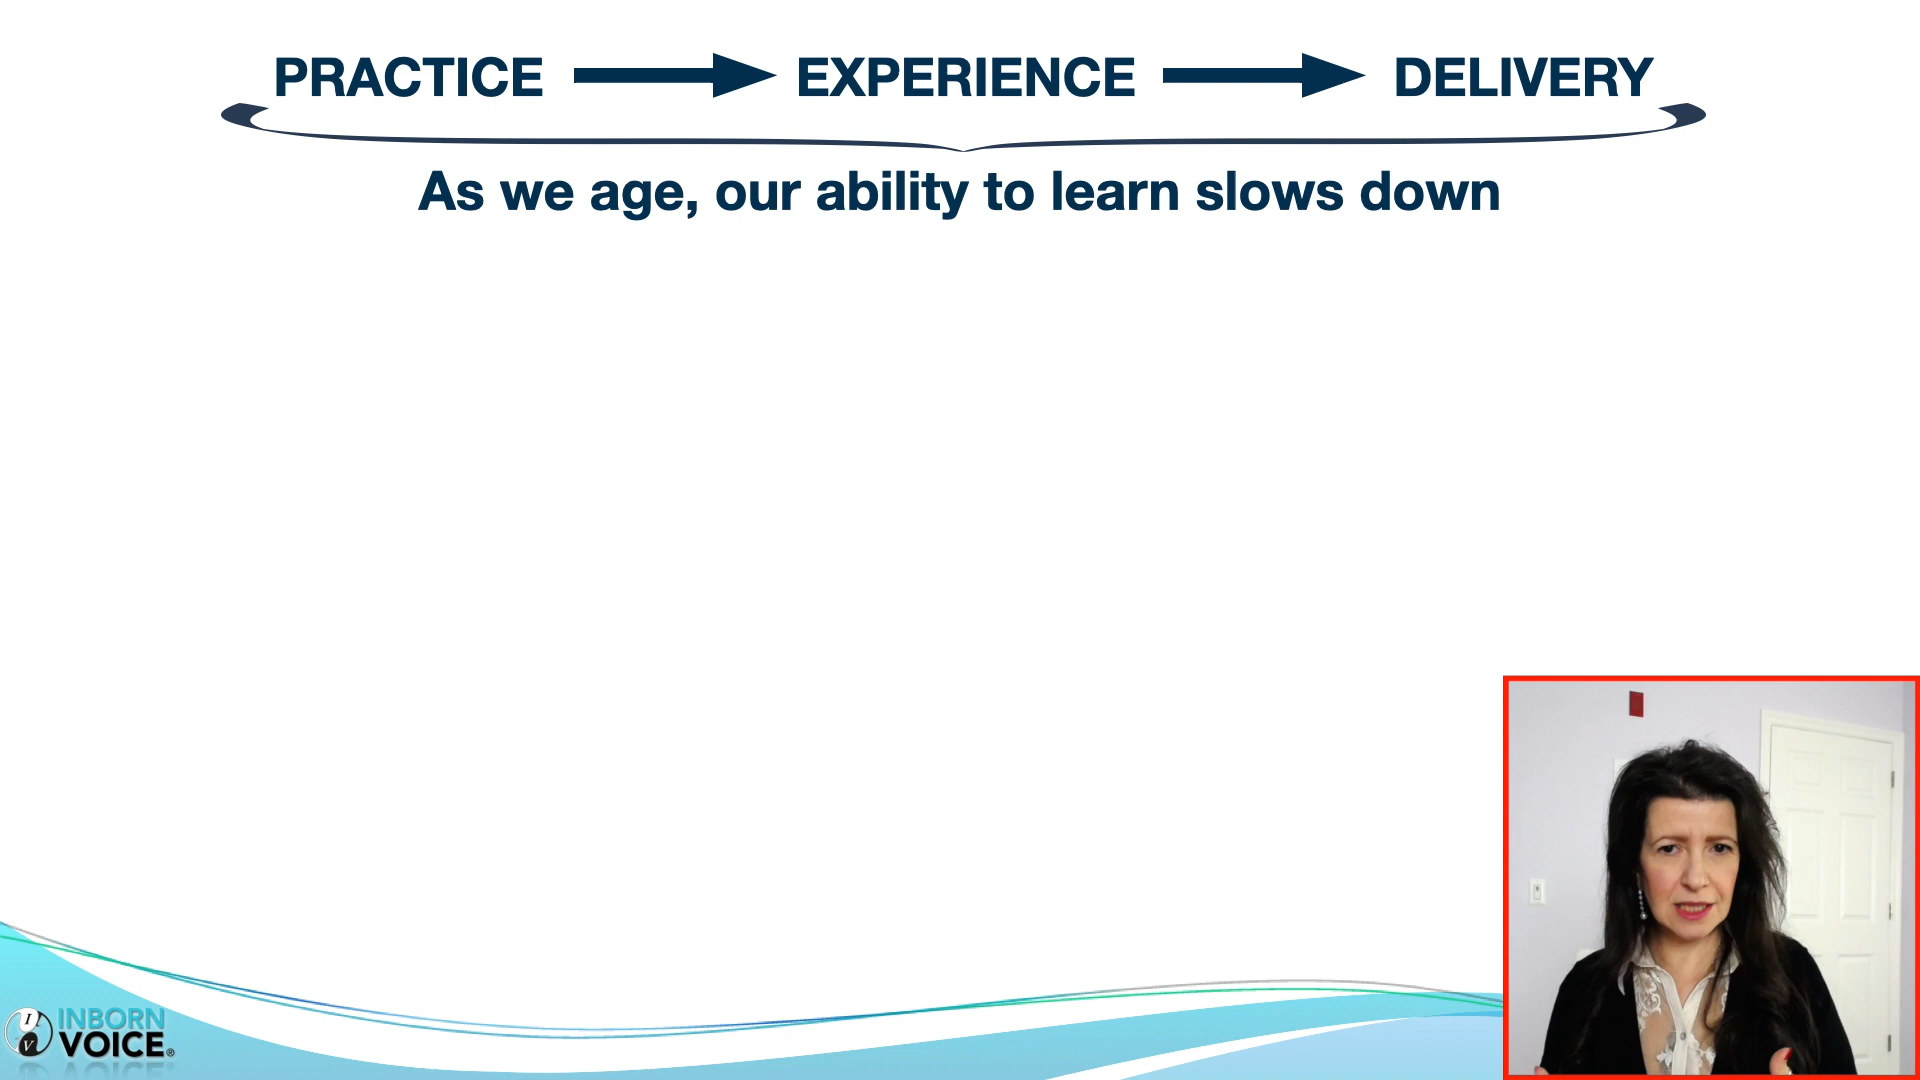 PRACTICE EXPERIENCE DELIVERY
As we age, our ability to learn slows down
I
V
INBORN
VOICE®